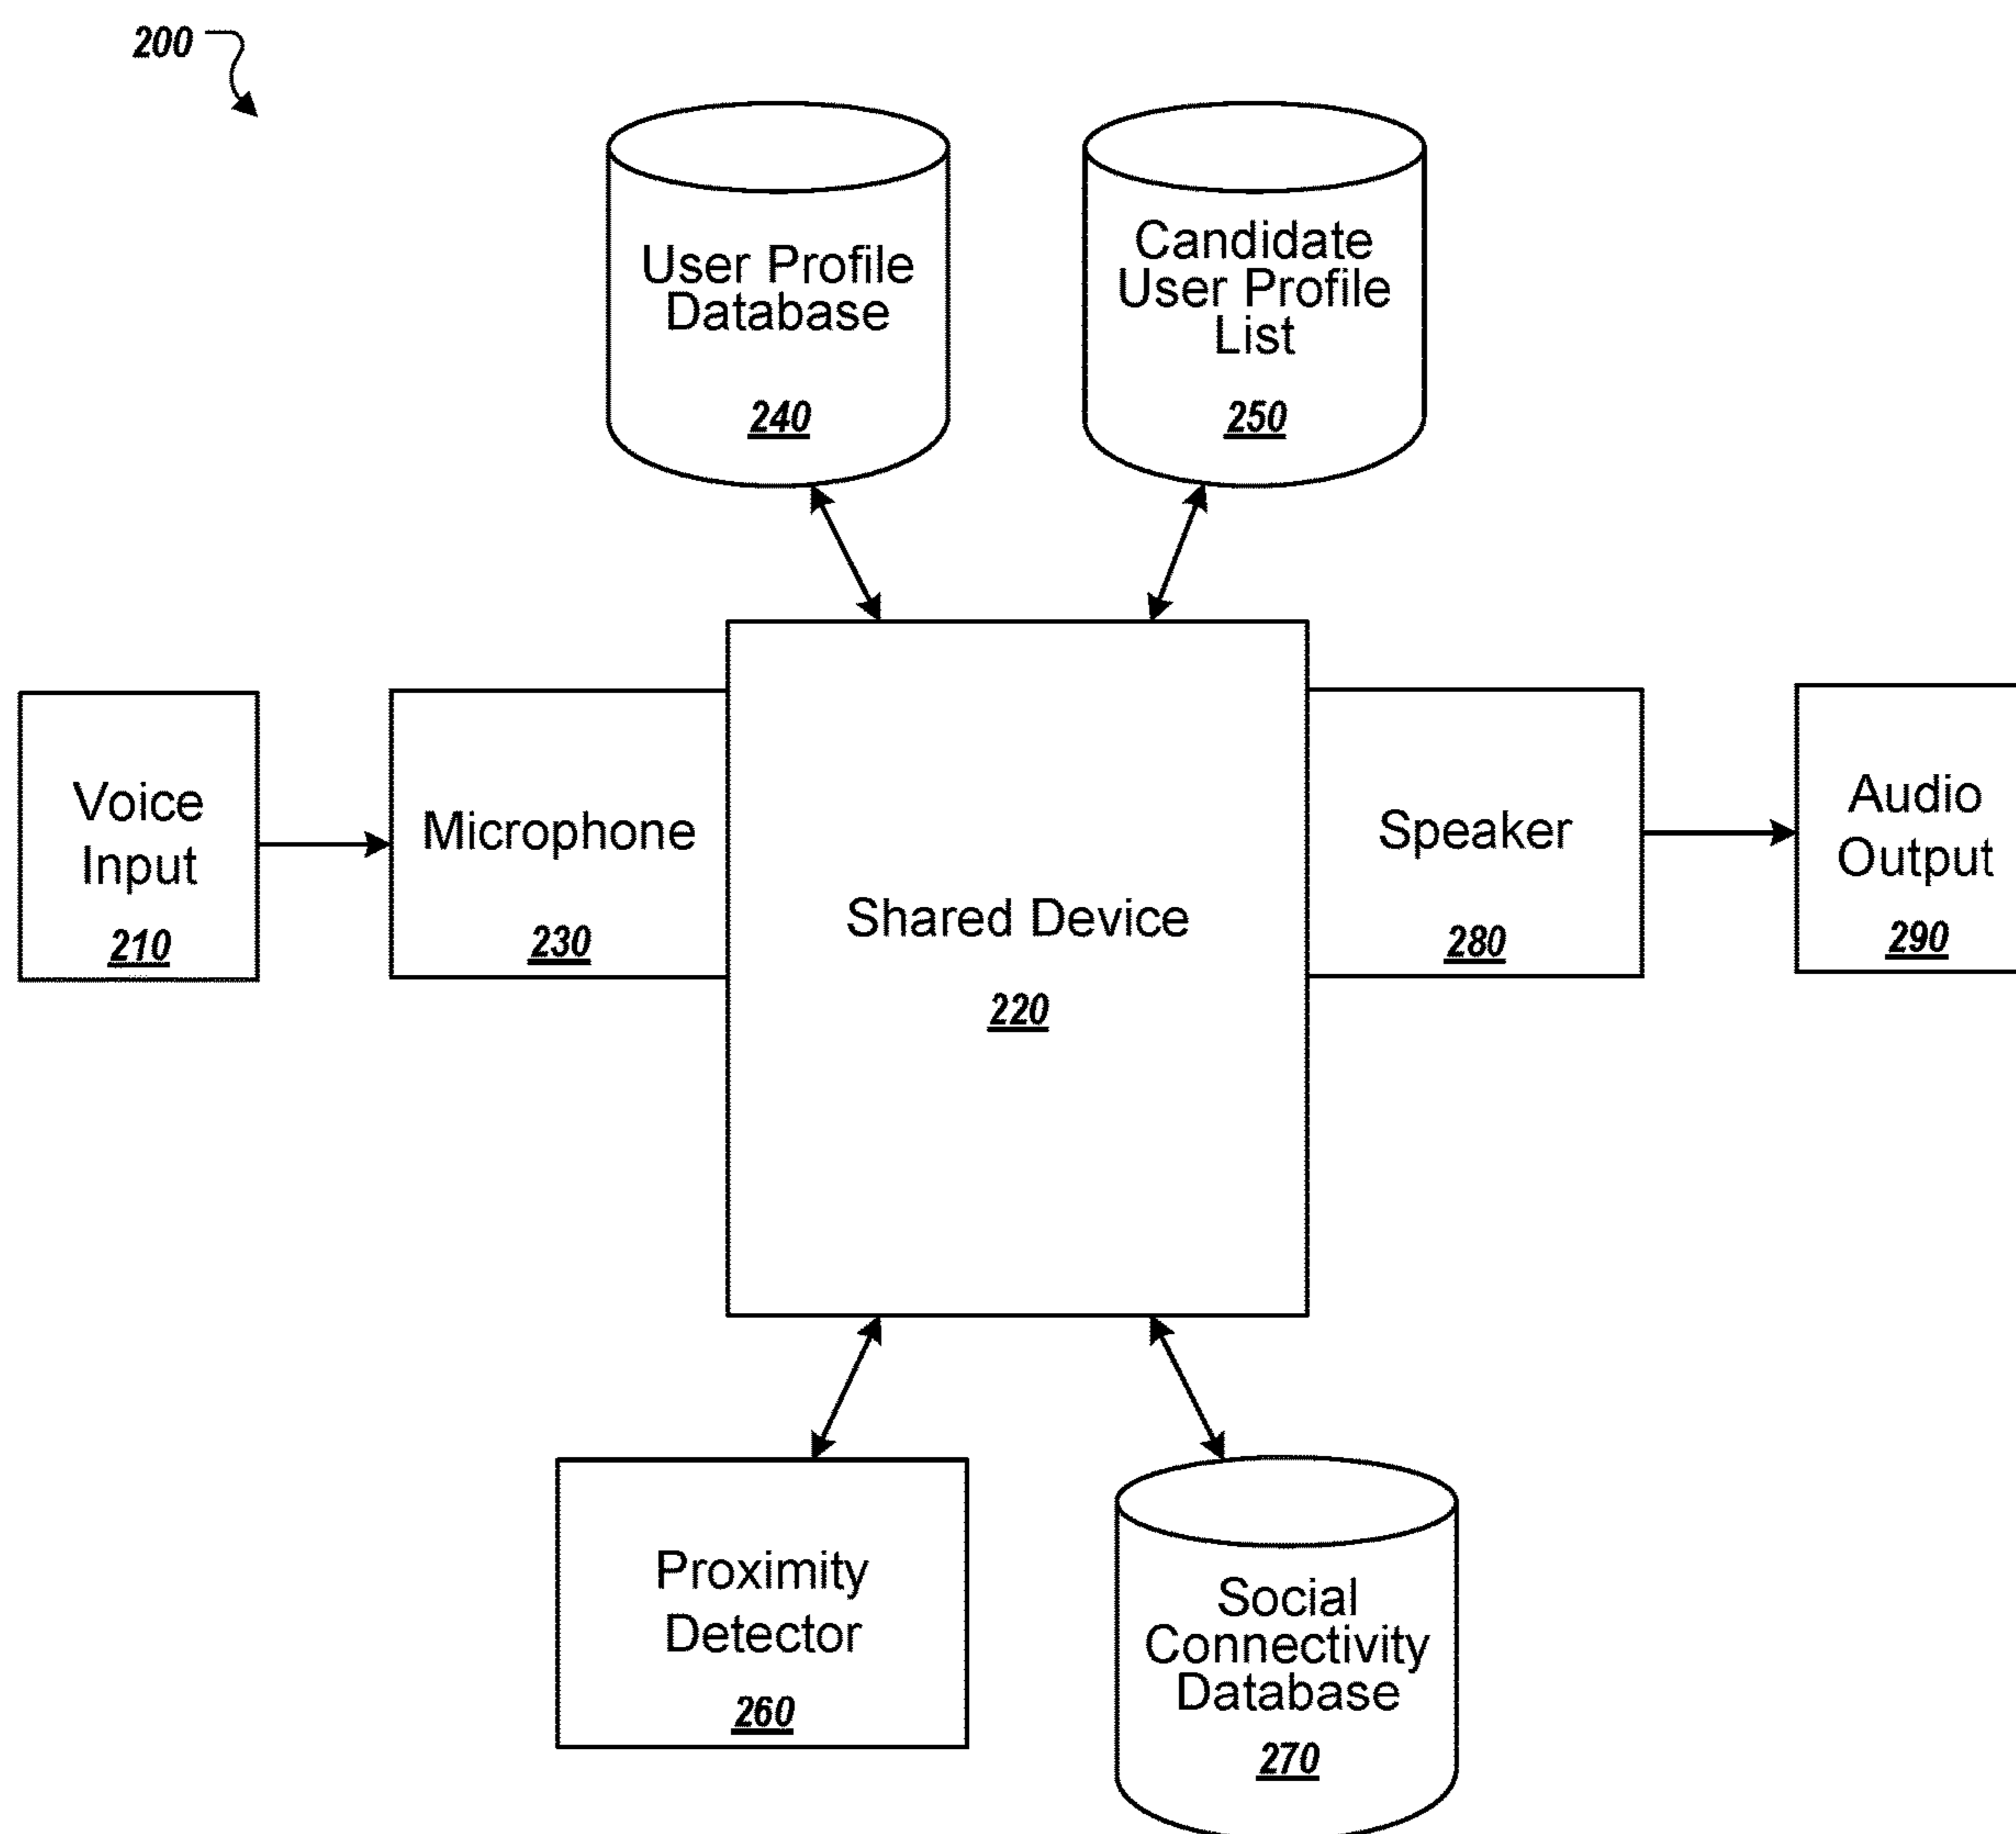 200
User Profile
Database
240
Candidate
User Profile
List
250
Voice
Input
210
Microphone
230
Shared Device
220
Speaker
280
Audio
Output
290
Proximity
Detector
260
Social
Connectivity
Database
270